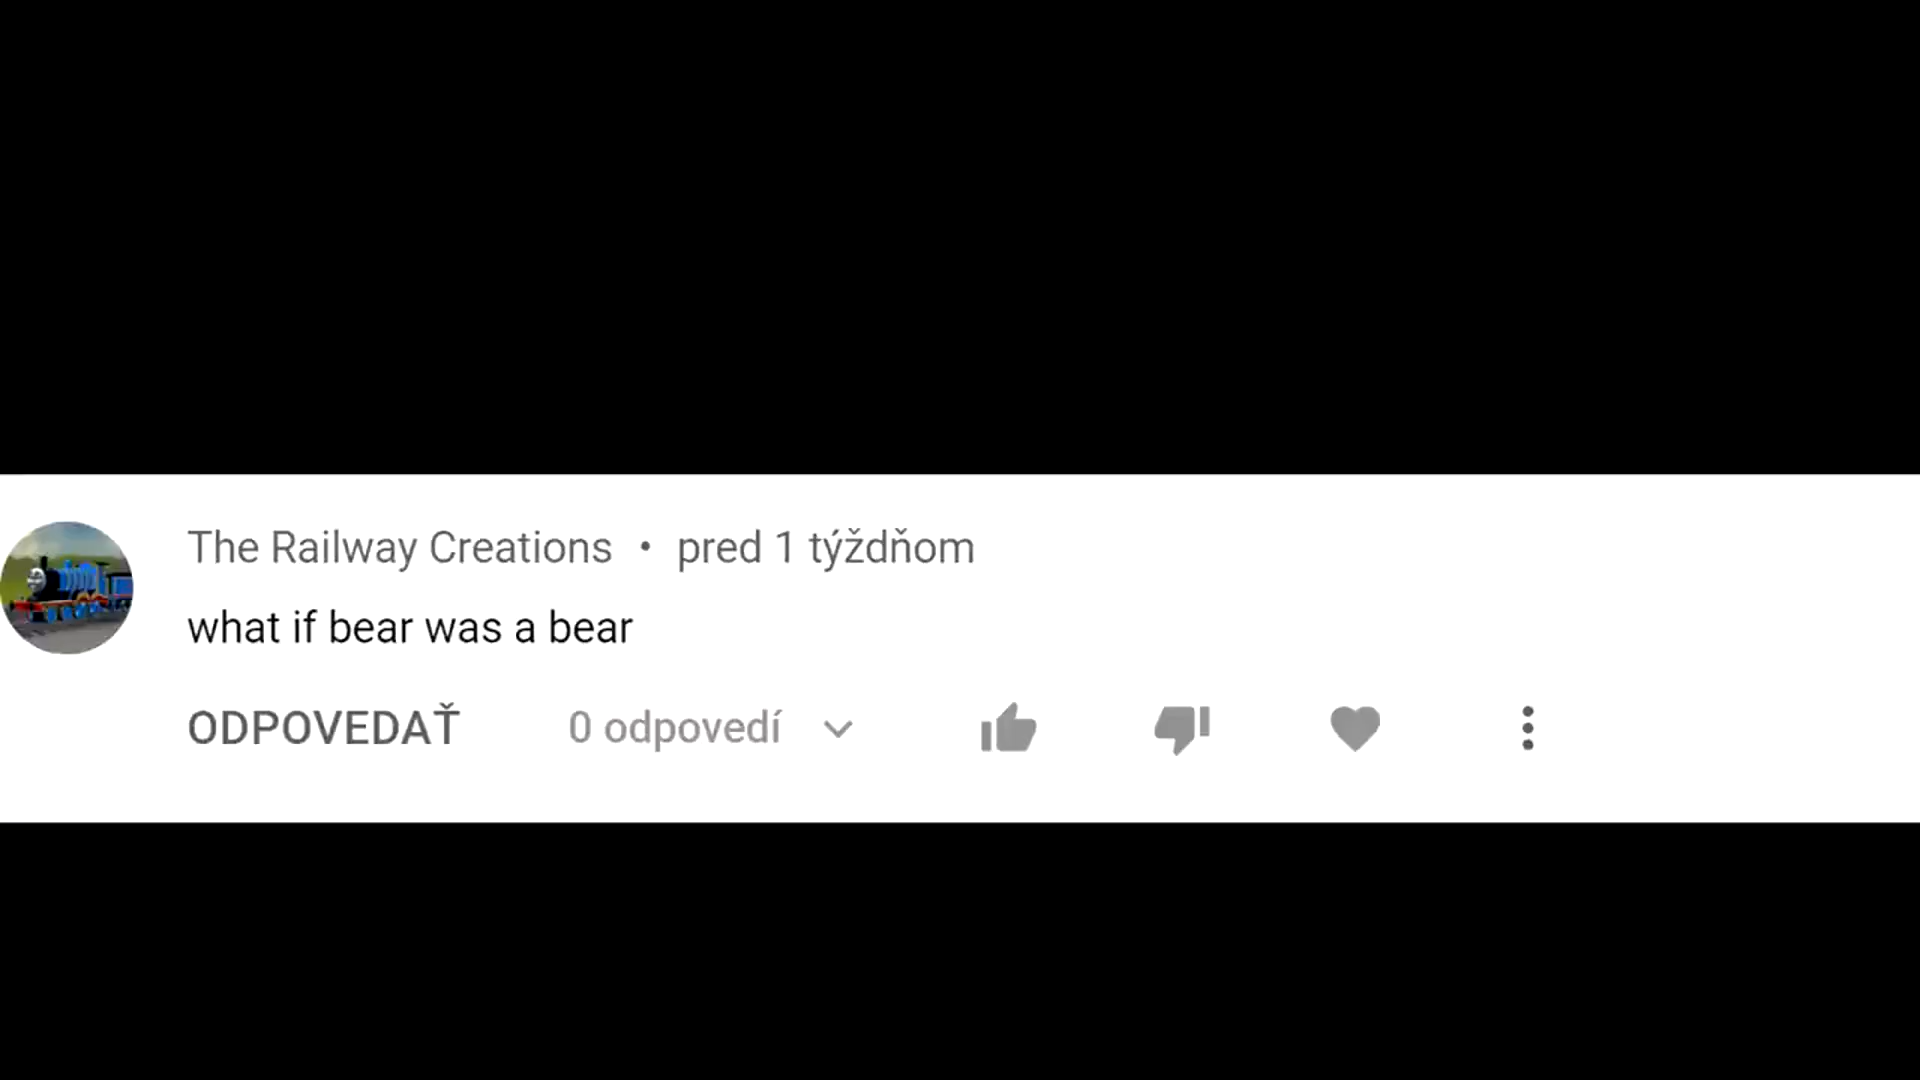 The Railway Creations • pred 1 týždňom
what if bear was a bear
ODPOVEDAŤ 0 odpovedí